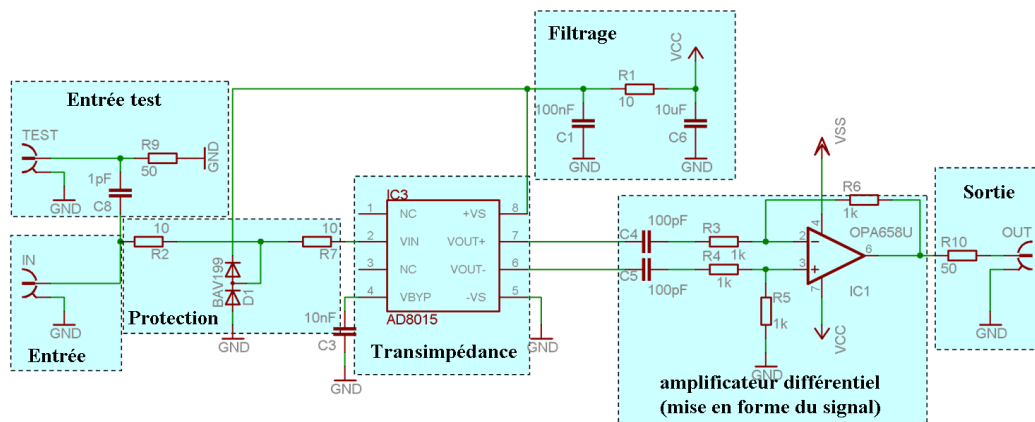 Filtrage
VCC
R1
10
100nF
C1
10uF
C6
GND
GND
Entrée test
TEST
R9
50
GND
1pF
C8
GND
IC3
1
NC
+VS
8
2
VIN
VOUT+
7
3
NC
VOUT-
6
4
VBYP
-VS
5
AD8015
Transimpédance
10
R2
10
R7
BAV199
D1
GND
Protection
10nF
C3
GND
GND
IN
GND
Entrée
100pF
C4
C5
100pF
R3
1k
R4
1k
R5
1k
GND
VSS
R6
1k
OPA658U
4
2
3
6
7
IC1
VCC
amplificateur différentiel
(mise en forme du signal)
Sortie
R10
50
OUT
GND